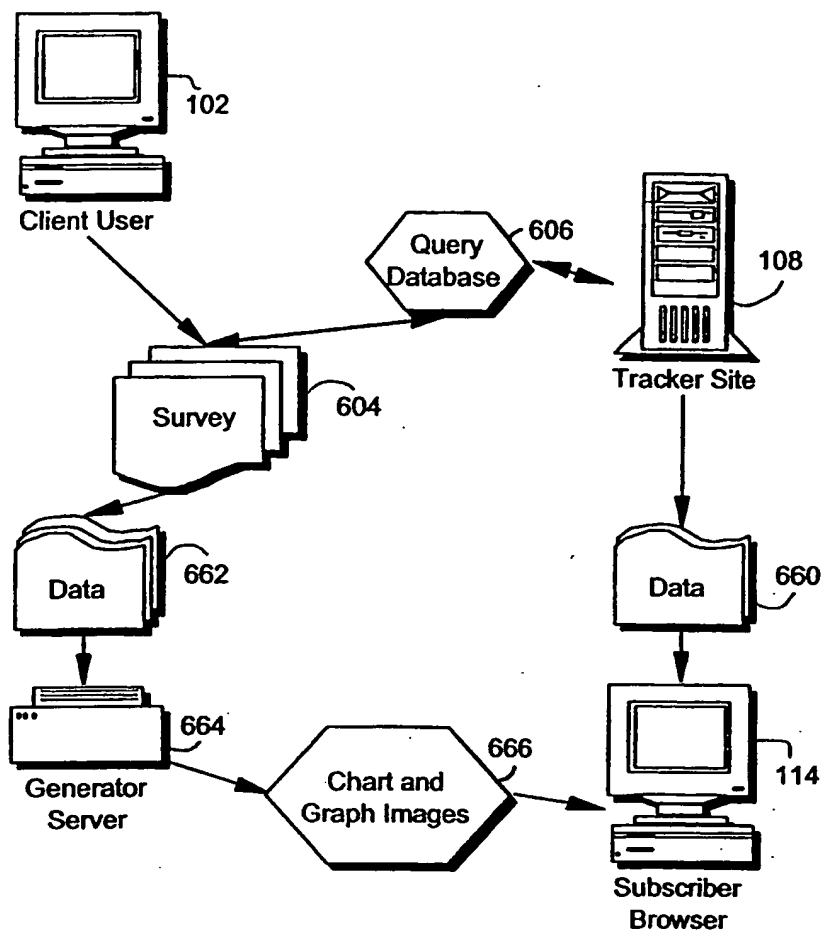 102
Client User
Query
Database
606
108
Tracker Site
Survey
604
Data
662
Data
660
664
Generator
Server
Chart and
Graph Images
666
114
Subscriber
Browser